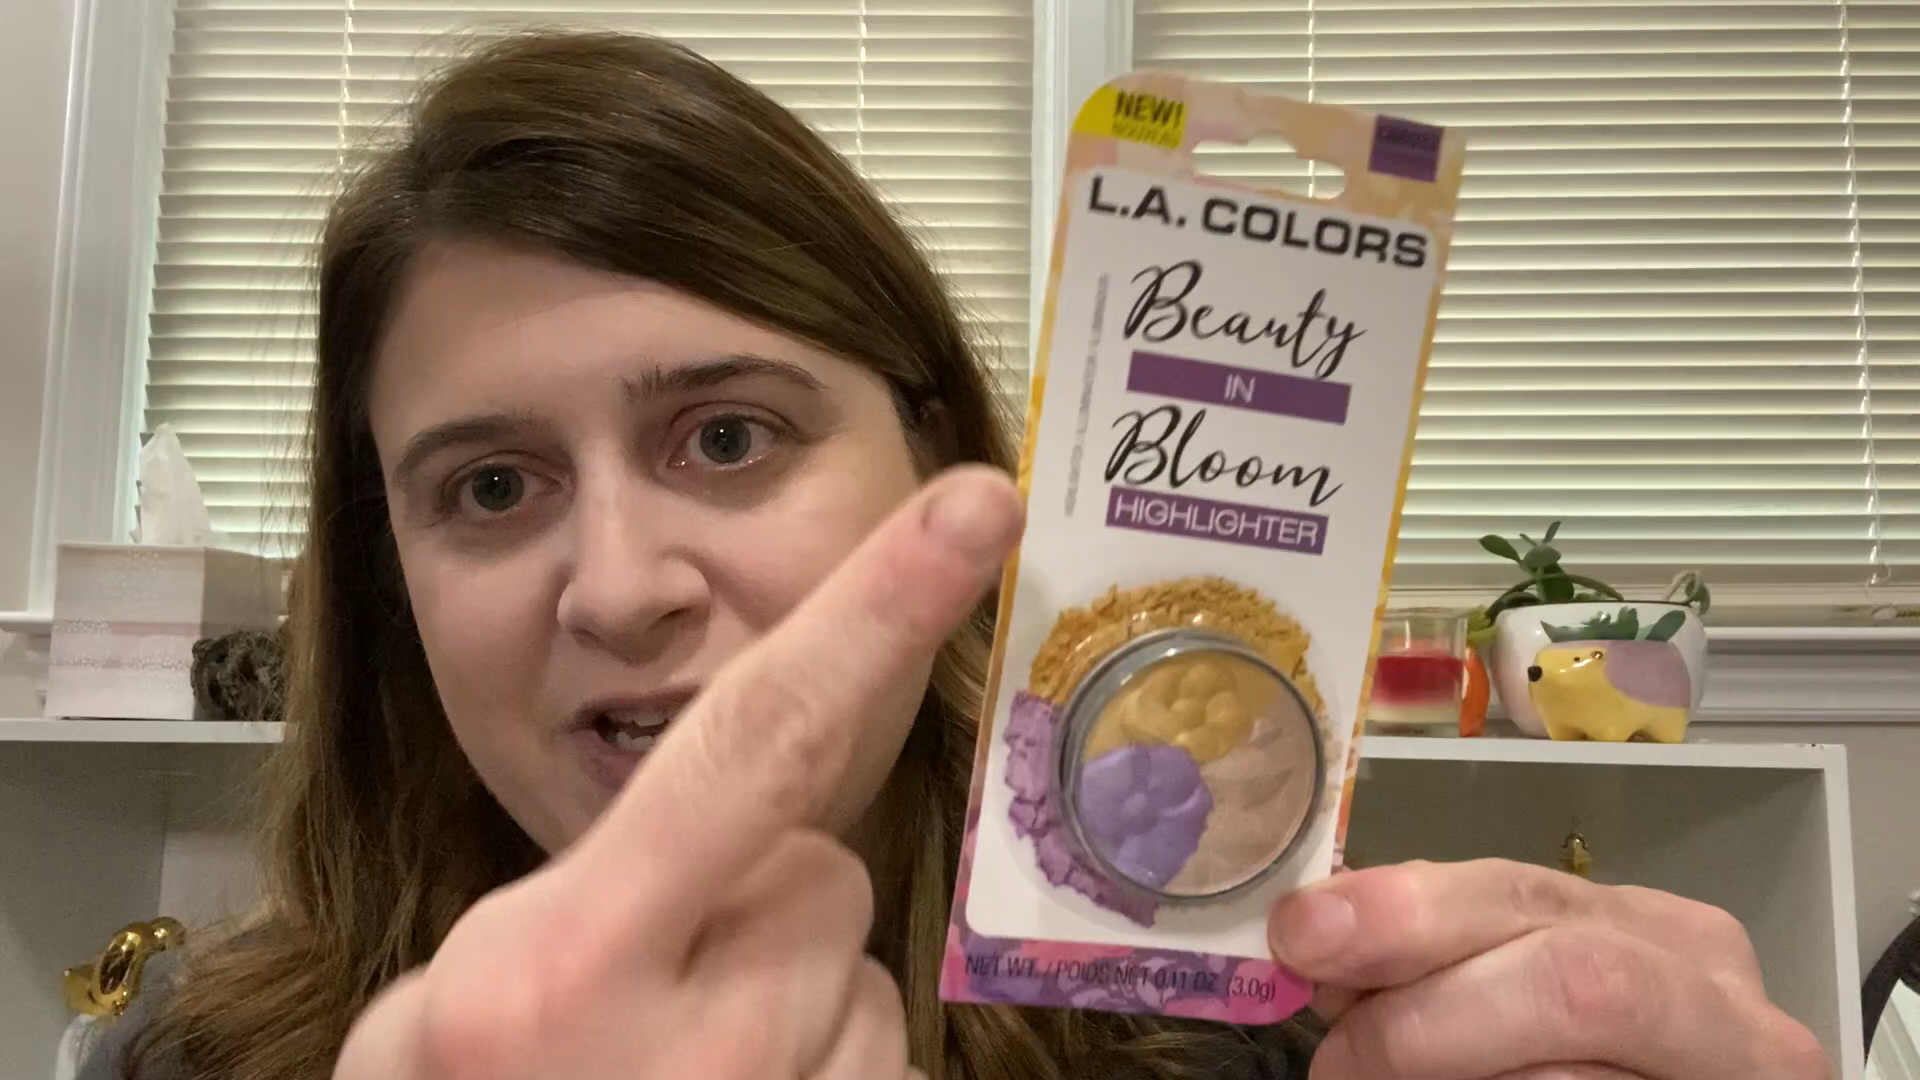 NEW!
L.A. COLORS
Beauty
IN
Bloom
HIGHLIGHTER
NET WT. / POIDS NET 0.11 OZ (3.0g)